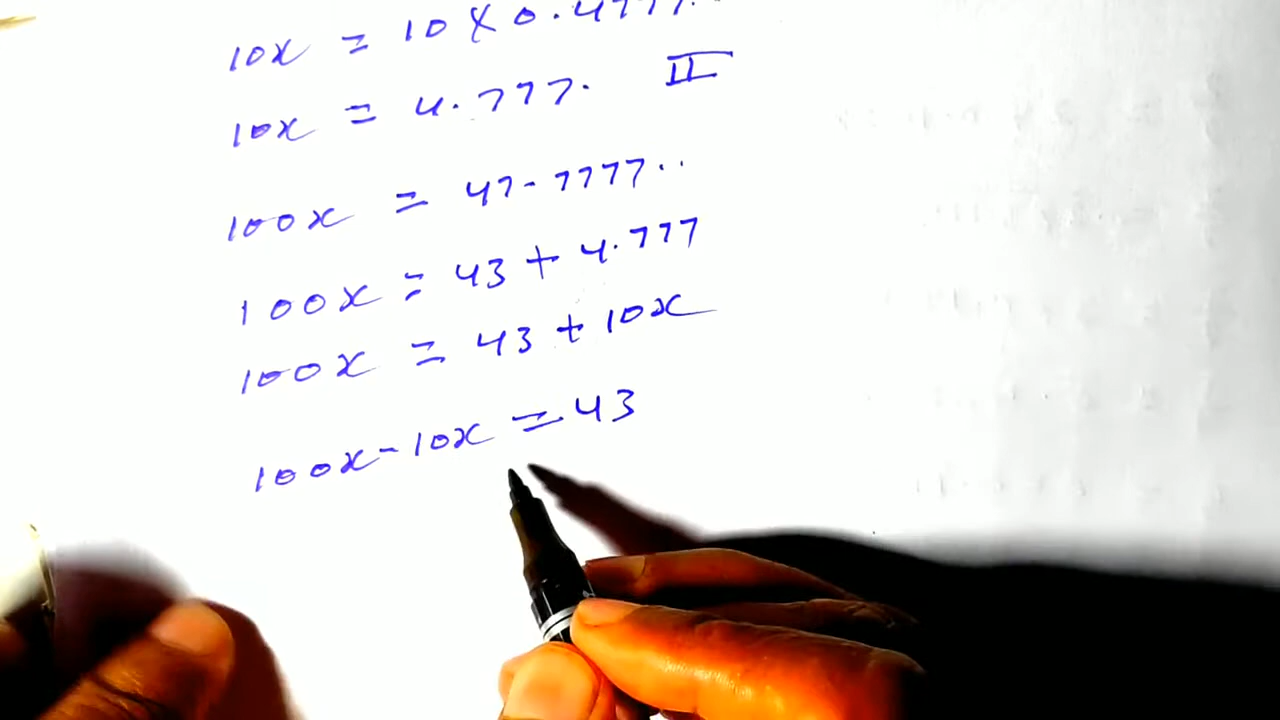 10x = 10 X 0.4777..
10x = 4.777. II
100x = 47.7777..
100x = 43 + 4.777
100x = 43 + 10x
100x - 10x = 43